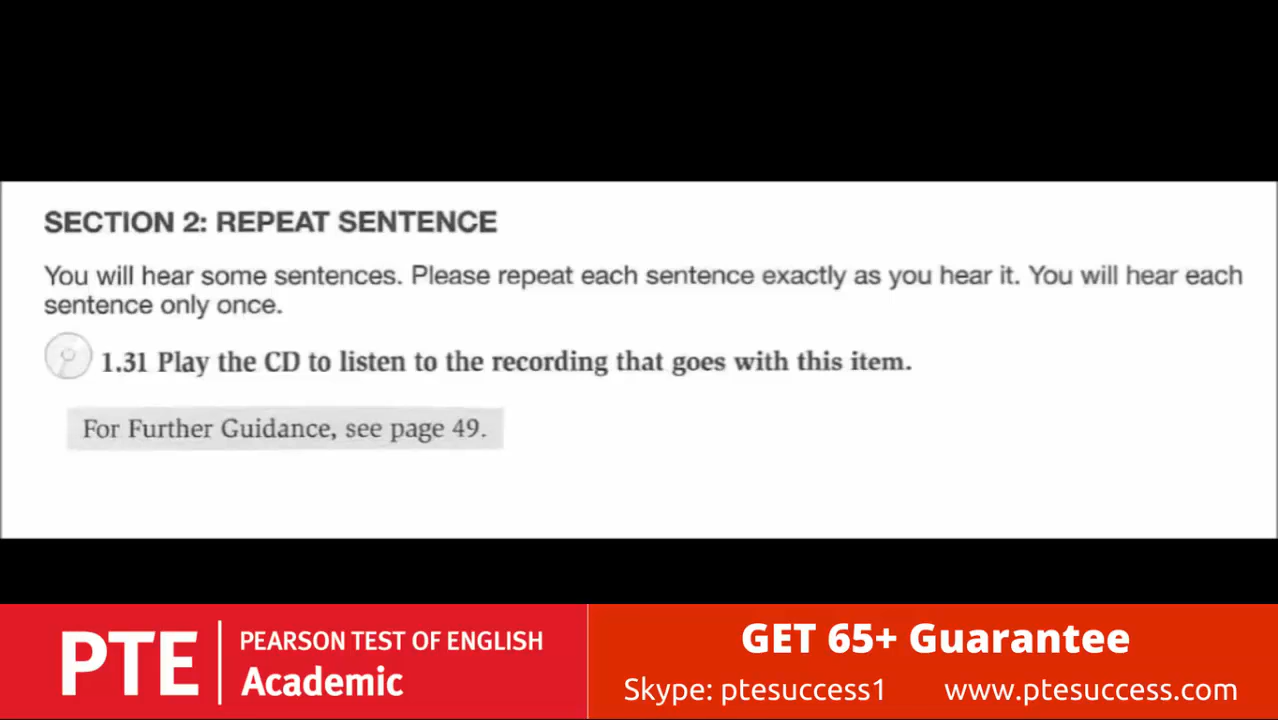 SECTION 2: REPEAT SENTENCE
You will hear some sentences. Please repeat each sentence exactly as you hear it. You will hear each
sentence only once.
1.31 Play the CD to listen to the recording that goes with this item.
For Further Guidance, see page 49.
PTE
PEARSON TEST OF ENGLISH
Academic
GET 65+ Guarantee
Skype: ptesuccess1 www.ptesuccess.com